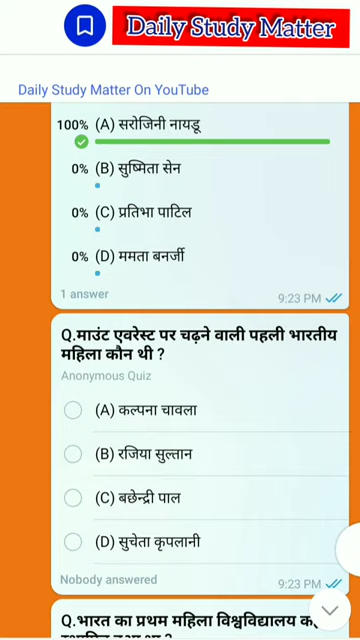 Daily Study Matter
Daily Study Matter On YouTube
100% (A) सरोजिनी नायडू
0% (B) सुष्मिता सेन
0% (C) प्रतिभा पाटिल
0% (D) ममता बनर्जी
1 answer 9:23 PM
Q.माउंट एवरेस्ट पर चढ़ने वाली पहली भारतीय
महिला कौन थी ?
Anonymous Quiz
(A) कल्पना चावला
(B) रजिया सुल्तान
(C) बछेन्द्री पाल
(D) सुचेता कृपलानी
Nobody answered 9:23 PM
Q.भारत का प्रथम महिला विश्वविद्यालय